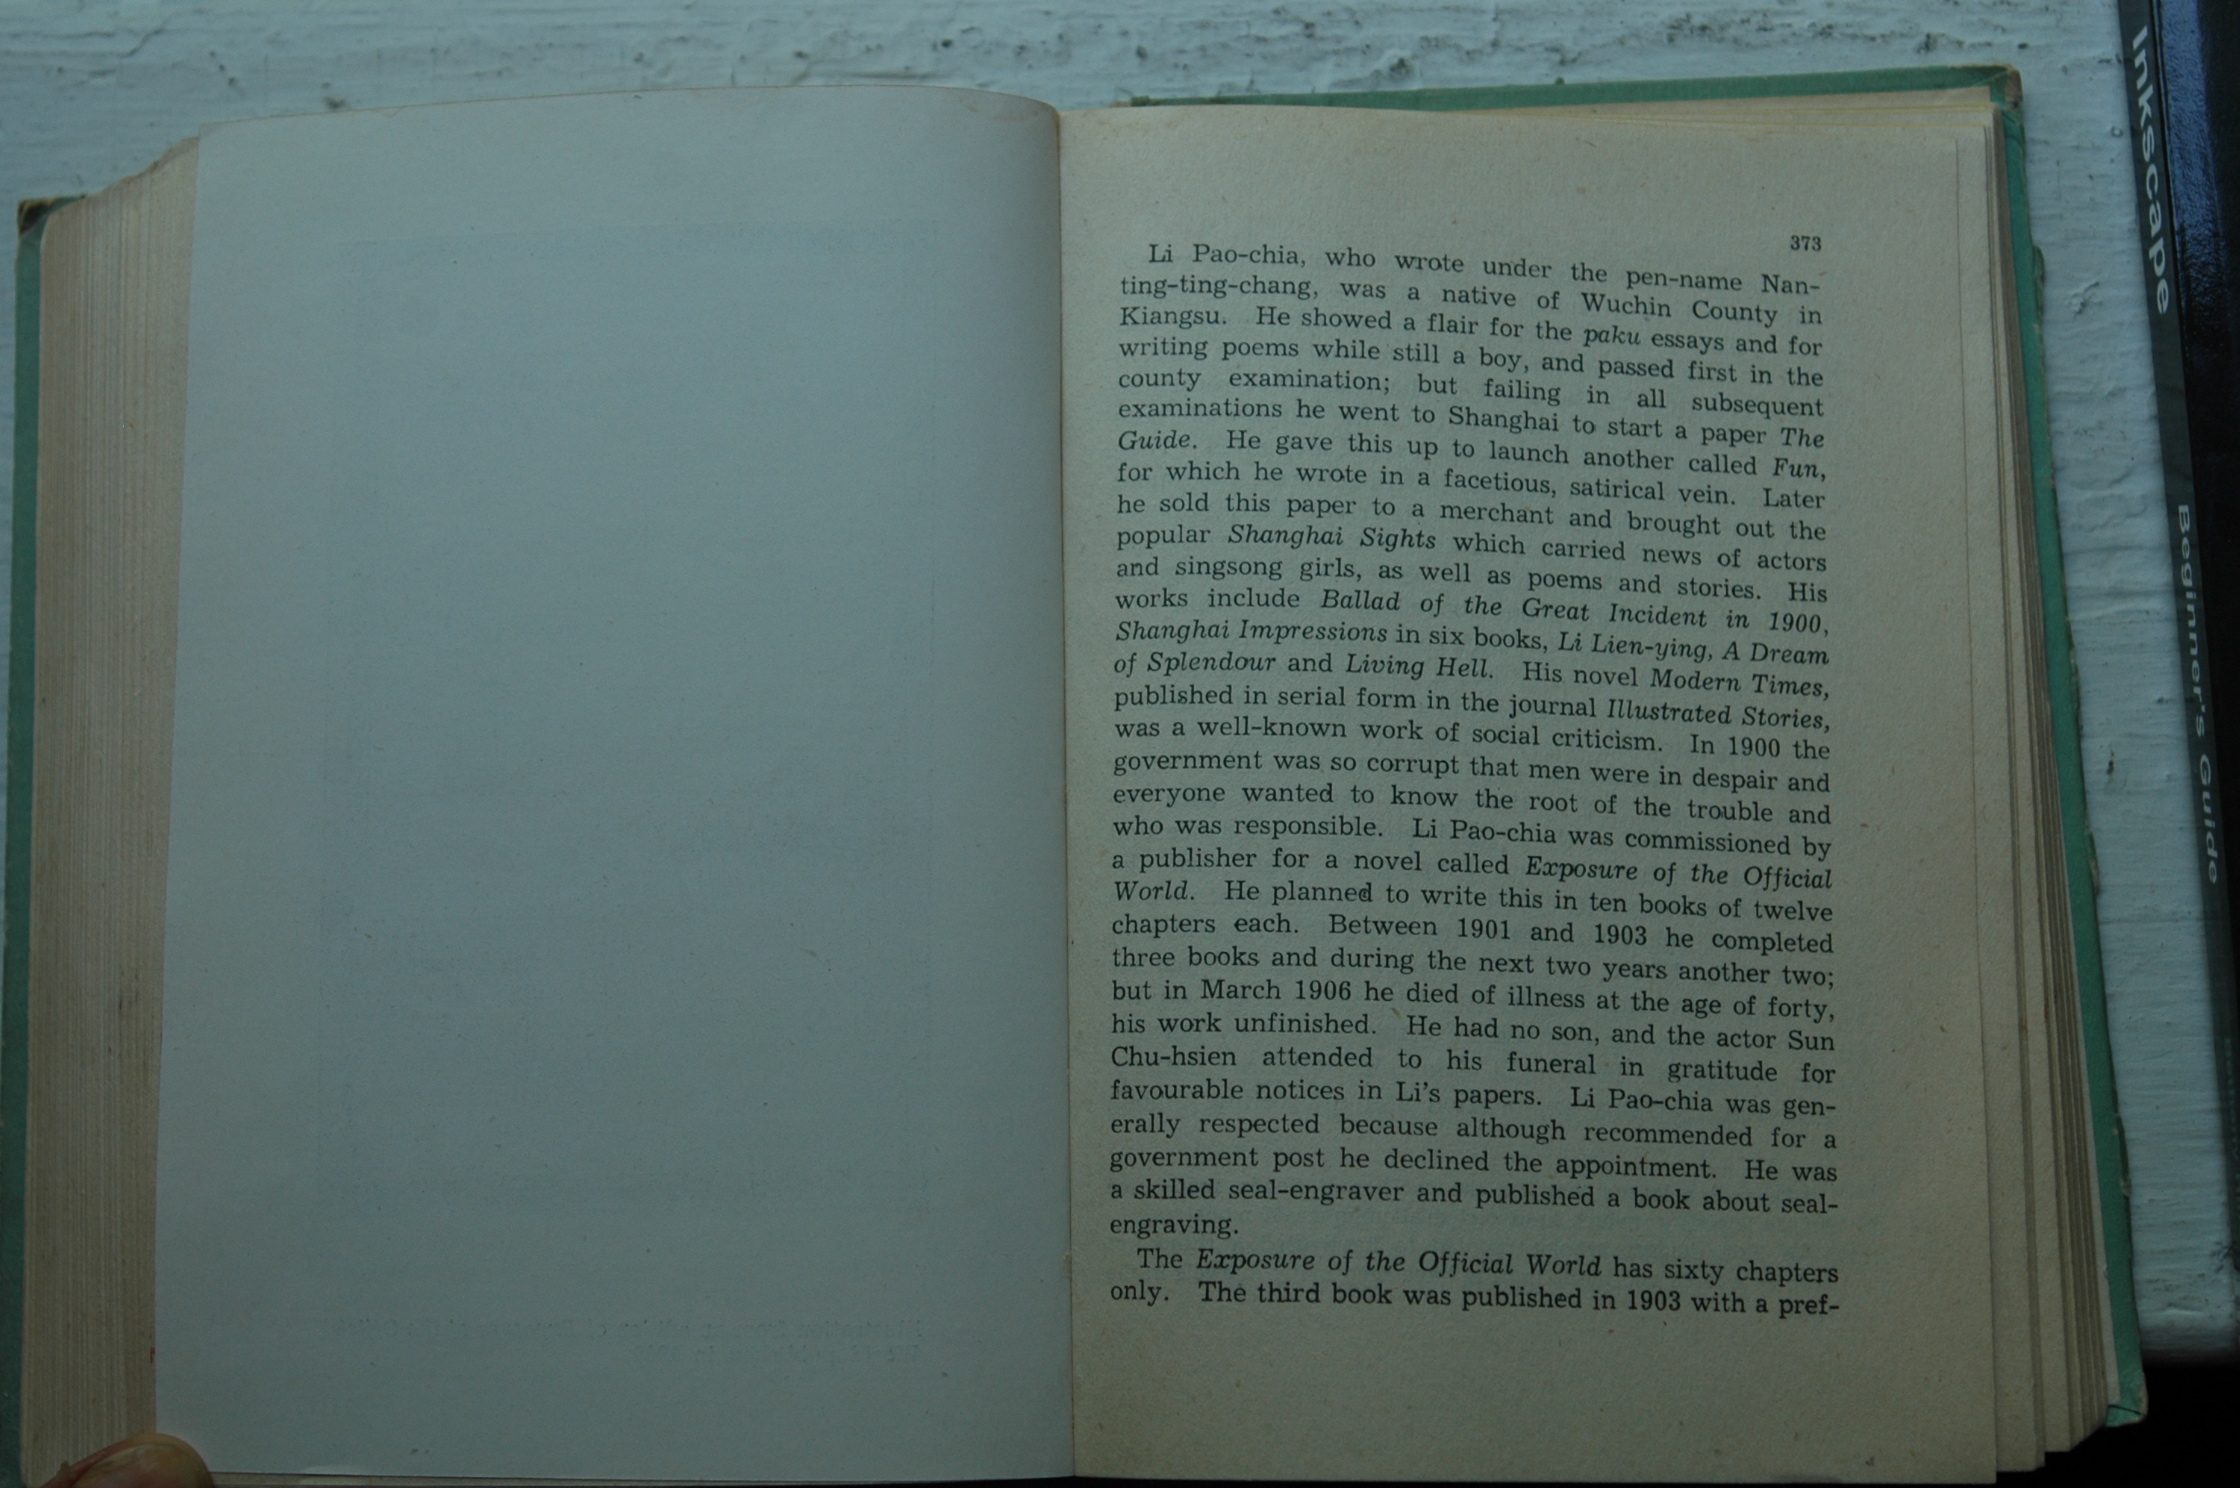 373
Li Pao-chia, who wrote under the pen-name Nan-
ting-ting-chang, was a native of Wuchin County in
Kiangsu. He showed a flair for the paku essays and for
writing poems while still a boy, and passed first in the
county examination; but failing in all subsequent
examinations he went to Shanghai to start a paper The
Guide. He gave this up to launch another called Fun,
for which he wrote in a facetious, satirical vein. Later
he sold this paper to a merchant and brought out the
popular Shanghai Sights which carried news of actors
and singsong girls, as well as poems and stories. His
works include Ballad of the Great Incident in 1900,
Shanghai Impressions in six books, Li Lien-ying, A Dream
of Splendour and Living Hell. His novel Modern Times,
published in serial form in the journal Illustrated Stories,
was a well-known work of social criticism. In 1900 the
government was so corrupt that men were in despair and
everyone wanted to know the root of the trouble and
who was responsible. Li Pao-chia was commissioned by
a publisher for a novel called Exposure of the Official
World. He planned to write this in ten books of twelve
chapters each. Between 1901 and 1903 he completed
three books and during the next two years another two;
but in March 1906 he died of illness at the age of forty,
his work unfinished. He had no son, and the actor Sun
Chu-hsien attended to his funeral in gratitude for
favourable notices in Li's papers. Li Pao-chia was gen-
erally respected because although recommended for a
government post he declined the appointment. He was
a skilled seal-engraver and published a book about seal-
engraving.
The Exposure of the Official World has sixty chapters
only. The third book was published in 1903 with a pref-
Inkscape
Beginner's Guide